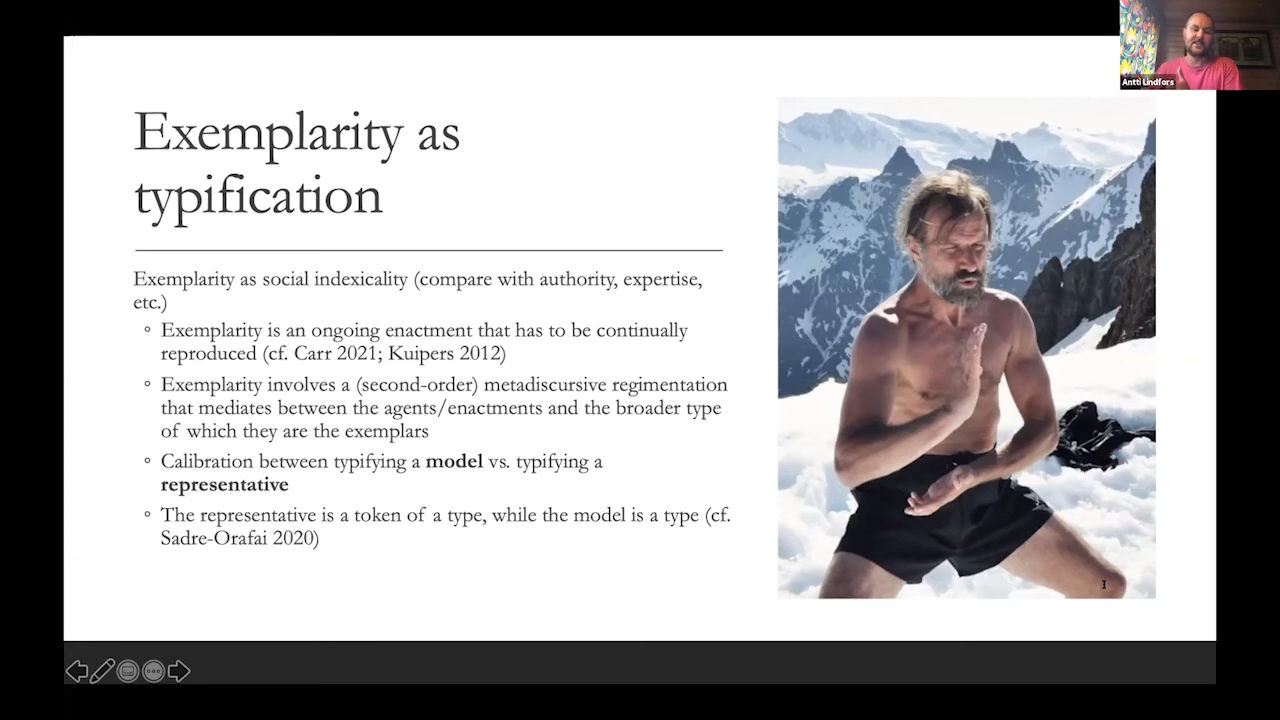 Antti Lindfors
Exemplarity as
typification
Exemplarity as social indexicality (compare with authority, expertise,
etc.)
◦ Exemplarity is an ongoing enactment that has to be continually
reproduced (cf. Carr 2021; Kuipers 2012)
◦ Exemplarity involves a (second-order) metadiscursive regimentation
that mediates between the agents/enactments and the broader type
of which they are the exemplars
◦ Calibration between typifying a model vs. typifying a
representative
◦ The representative is a token of a type, while the model is a type (cf.
Sadre-Orafai 2020)